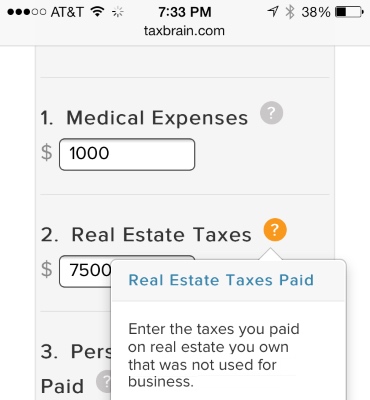 AT&T 7:33 PM 38%
taxbrain.com
1. Medical Expenses ?
$ 1000
2. Real Estate Taxes ?
$ 7500
Real Estate Taxes Paid
Enter the taxes you paid
on real estate you own
that was not used for
business.
3. Pers
Paid ?